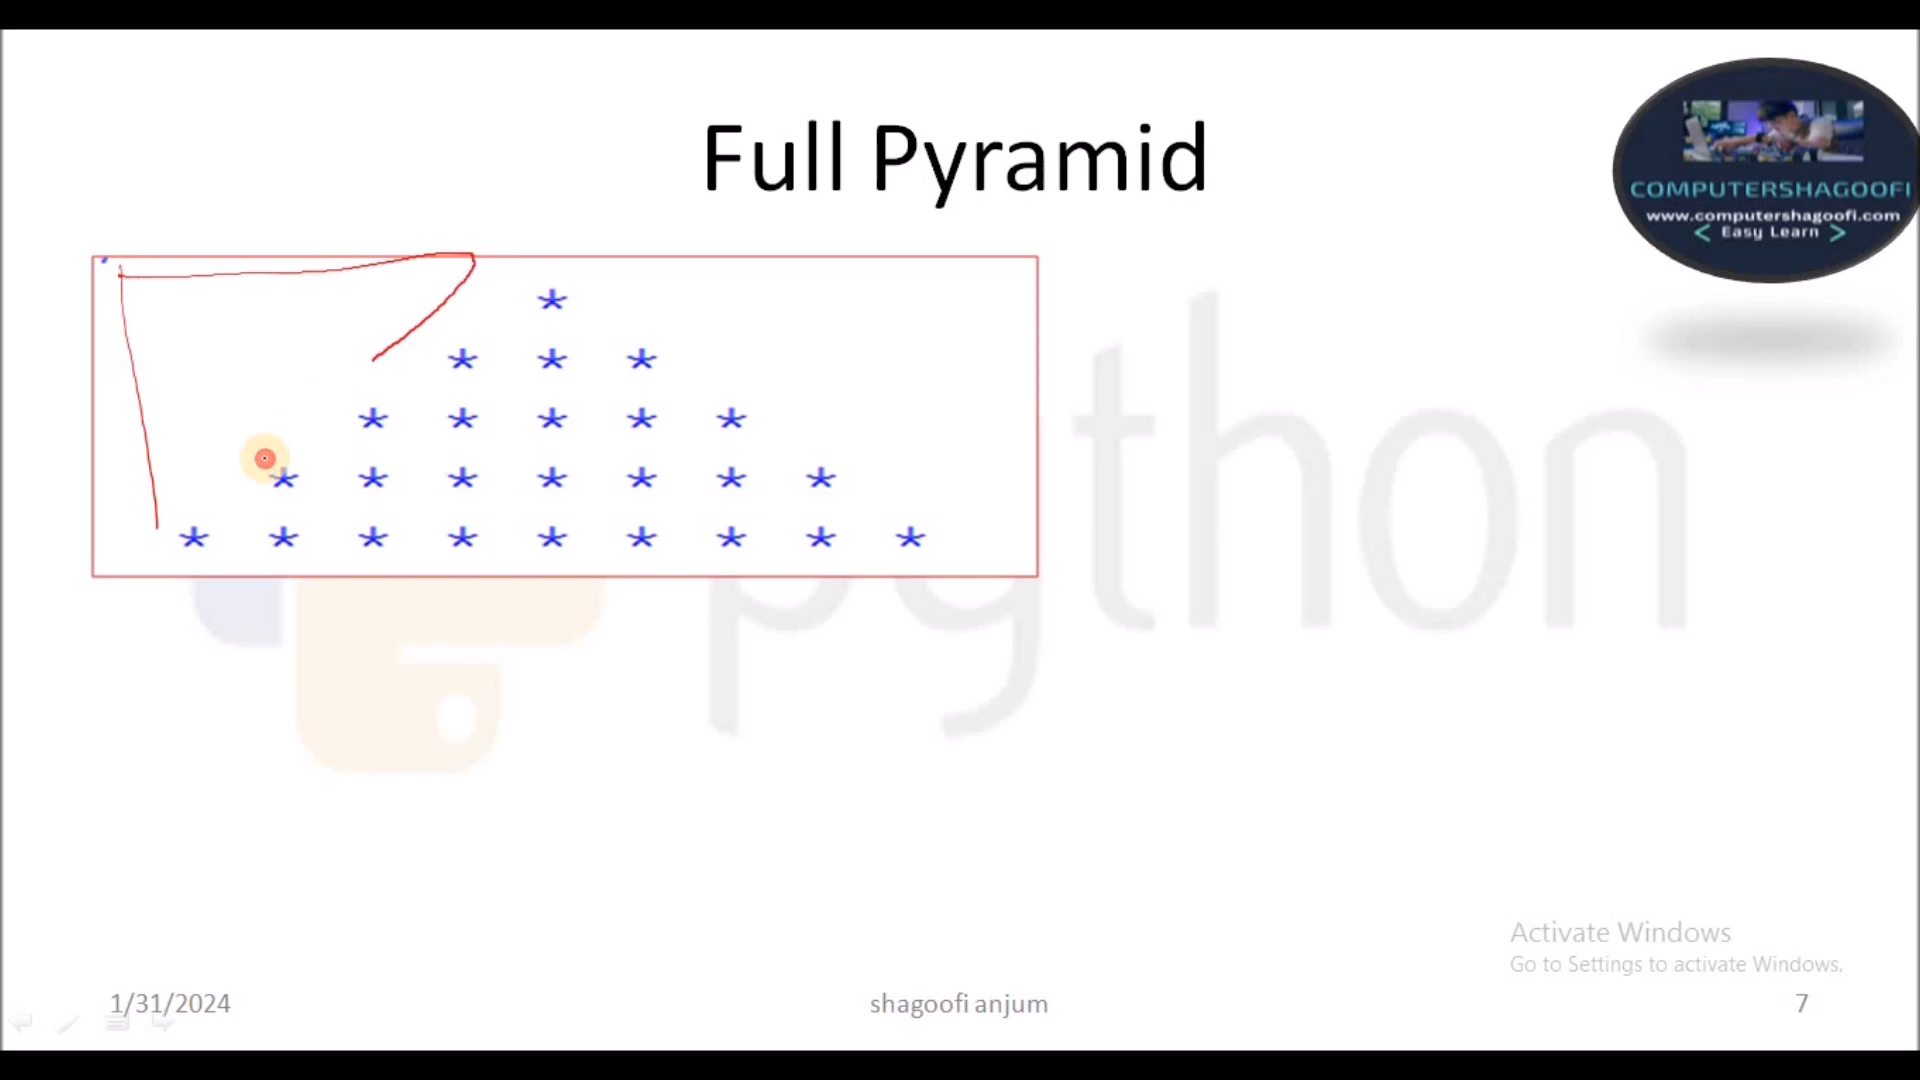 Full Pyramid
COMPUTERSHAGOOFI
www.computershagoofi.com
< Easy Learn >
*
* * *
* * * * *
* * * * * * *
* * * * * * * * *
python
Activate Windows
Go to Settings to activate Windows.
1/31/2024
shagoofi anjum
7